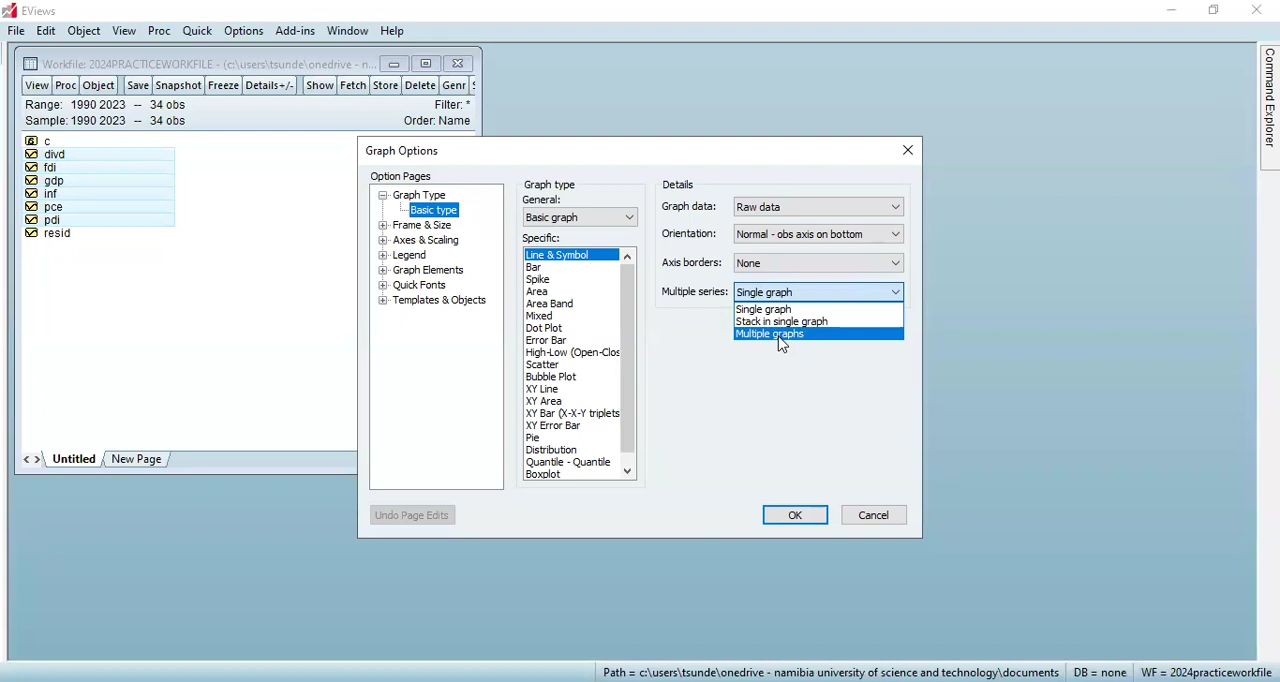 EViews
File Edit Object View Proc Quick Options Add-ins Window Help
Command Explorer
Workfile: 2024PRACTICEWORKFILE - (c:\users\tsunde\onedrive - n...
View Proc Object Save Snapshot Freeze Details+/- Show Fetch Store Delete Genr S
Range: 1990 2023 -- 34 obs Filter: *
Sample: 1990 2023 -- 34 obs Order: Name
c
divd
fdi
gdp
inf
pce
pdi
resid
Untitled New Page
Graph Options
Option Pages
Graph Type
Basic type
Frame & Size
Axes & Scaling
Legend
Graph Elements
Quick Fonts
Templates & Objects
Undo Page Edits
Graph type
General:
Basic graph
Specific:
Line & Symbol
Bar
Spike
Area
Area Band
Mixed
Dot Plot
Error Bar
High-Low (Open-Clos
Scatter
Bubble Plot
XY Line
XY Area
XY Bar (X-X-Y triplets
XY Error Bar
Pie
Distribution
Quantile - Quantile
Boxplot
Details
Graph data: Raw data
Orientation: Normal - obs axis on bottom
Axis borders: None
Multiple series: Single graph
Single graph
Stack in single graph
Multiple graphs
OK Cancel
Path = c:\users\tsunde\onedrive - namibia university of science and technology\documents DB = none WF = 2024practiceworkfile